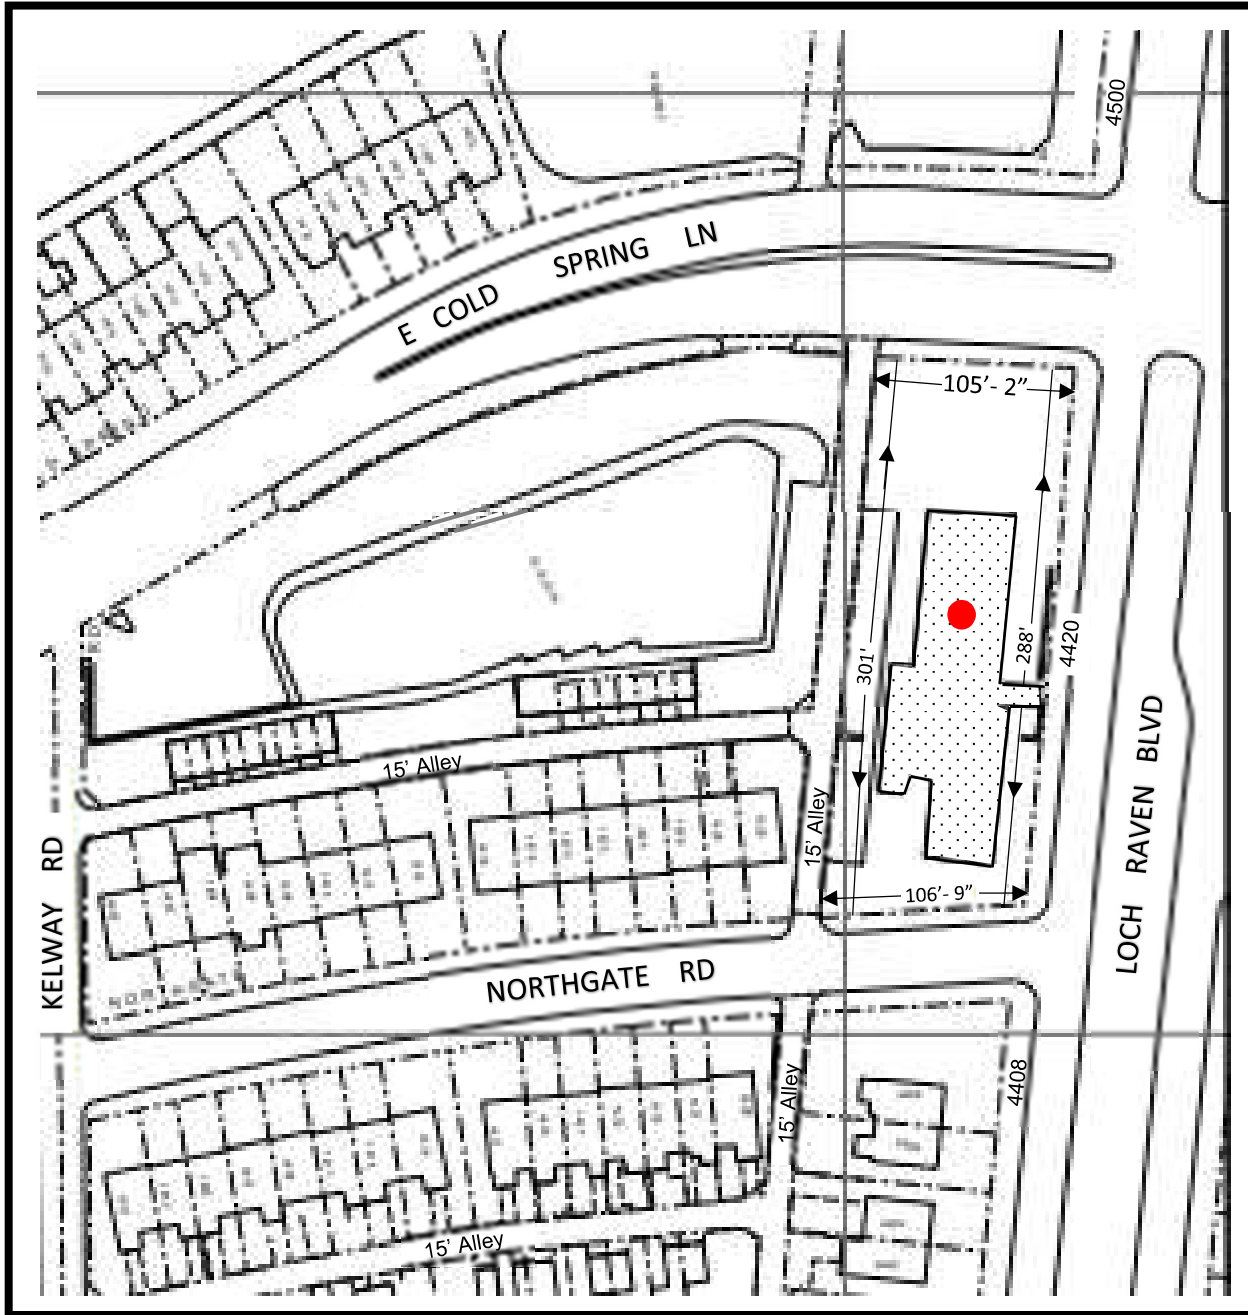 4500
E COLD SPRING LN
105'- 2”
301'
288'
4420
15' Alley
15' Alley
106'- 9”
KELWAY RD
LOCH RAVEN BLVD
NORTHGATE RD
4408
15' Alley
15' Alley